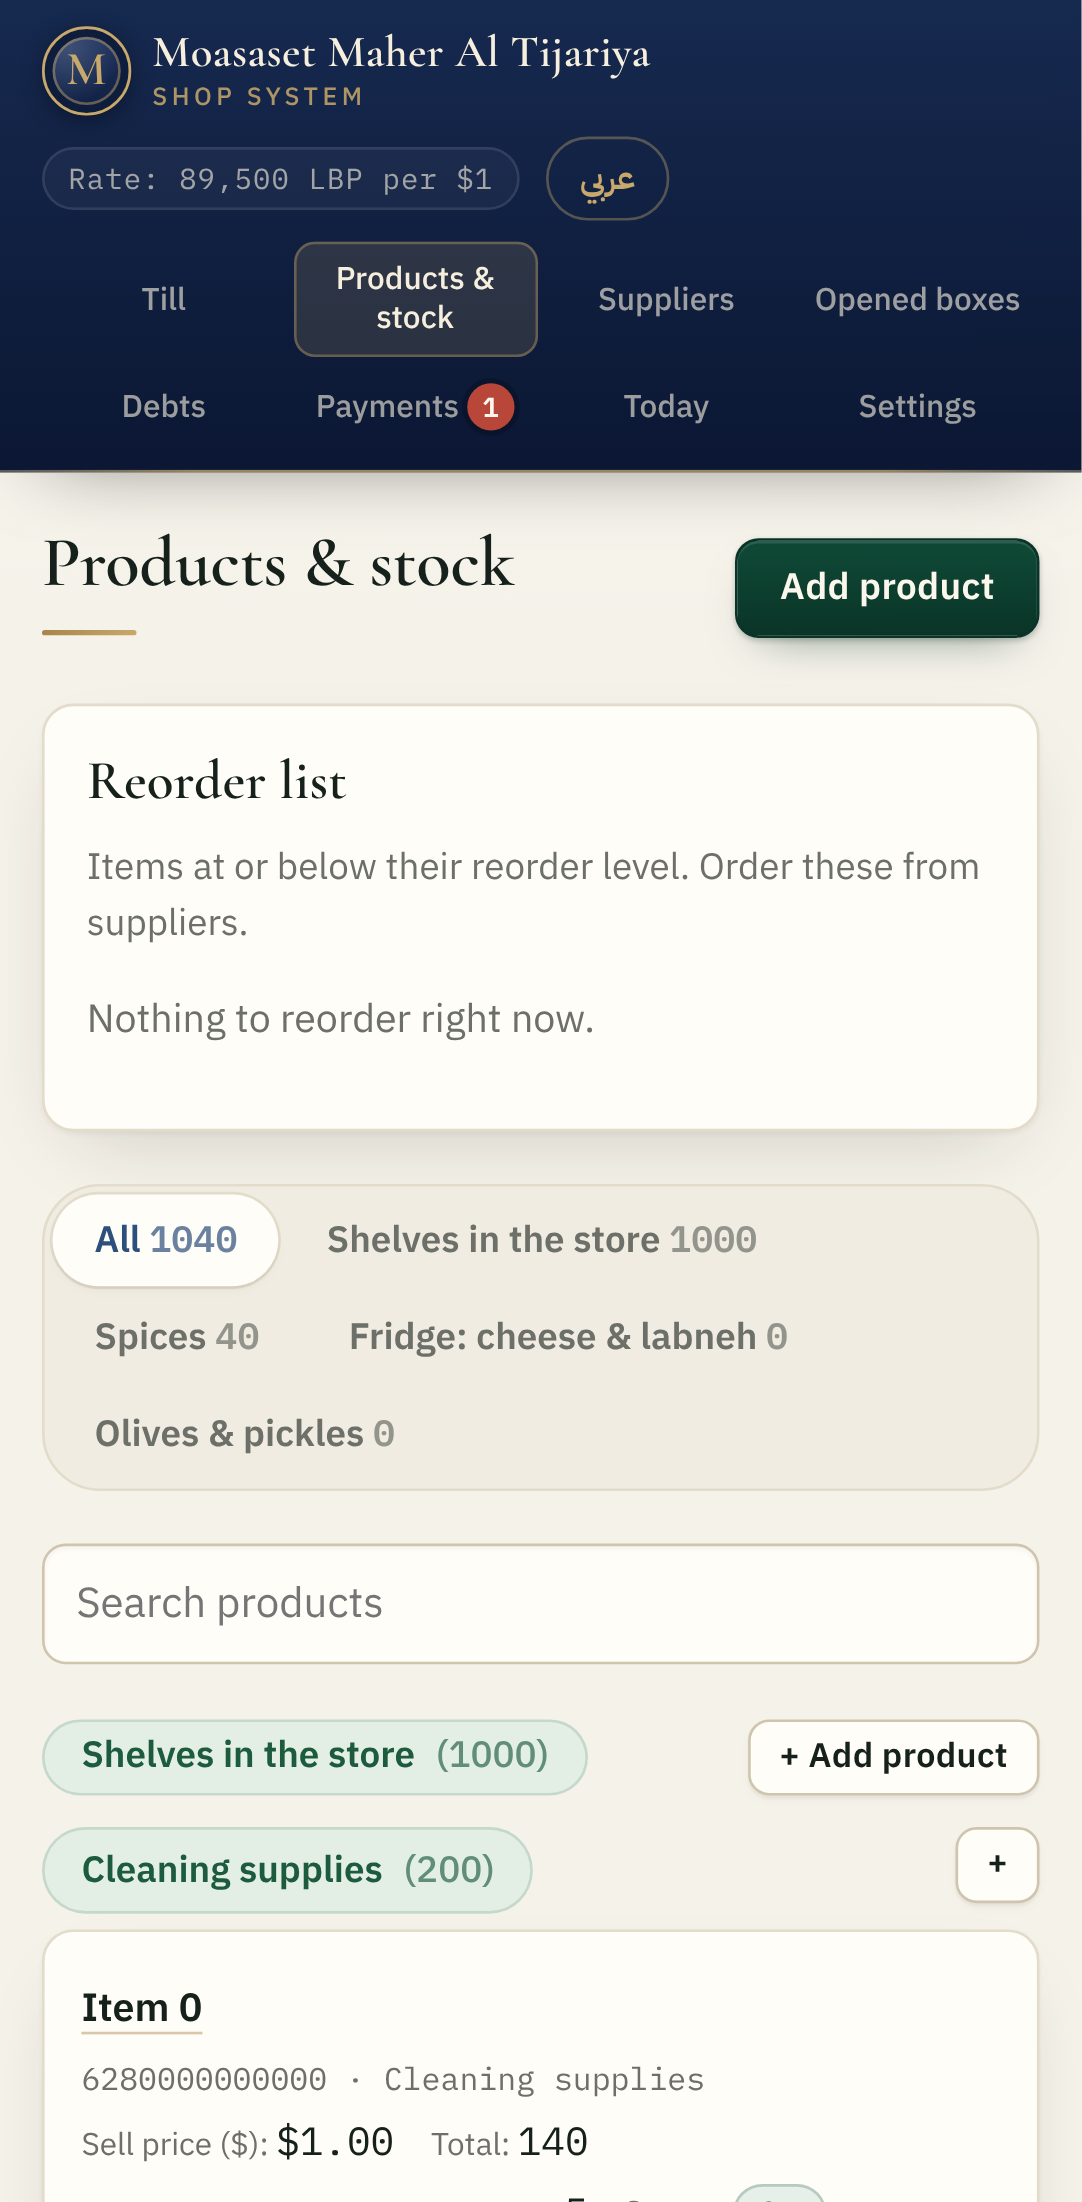 M
Moasaset Maher Al Tijariya
SHOP SYSTEM
Rate: 89,500 LBP per $1
عربي
Till
Products &
stock
Suppliers
Opened boxes
Debts
Payments 1
Today
Settings
Products & stock
Add product
Reorder list
Items at or below their reorder level. Order these from
suppliers.
Nothing to reorder right now.
All 1040
Shelves in the store 1000
Spices 40
Fridge: cheese & labneh 0
Olives & pickles 0
Search products
Shelves in the store (1000)
+ Add product
Cleaning supplies (200)
+
Item 0
6280000000000 · Cleaning supplies
Sell price ($): $1.00 Total: 140